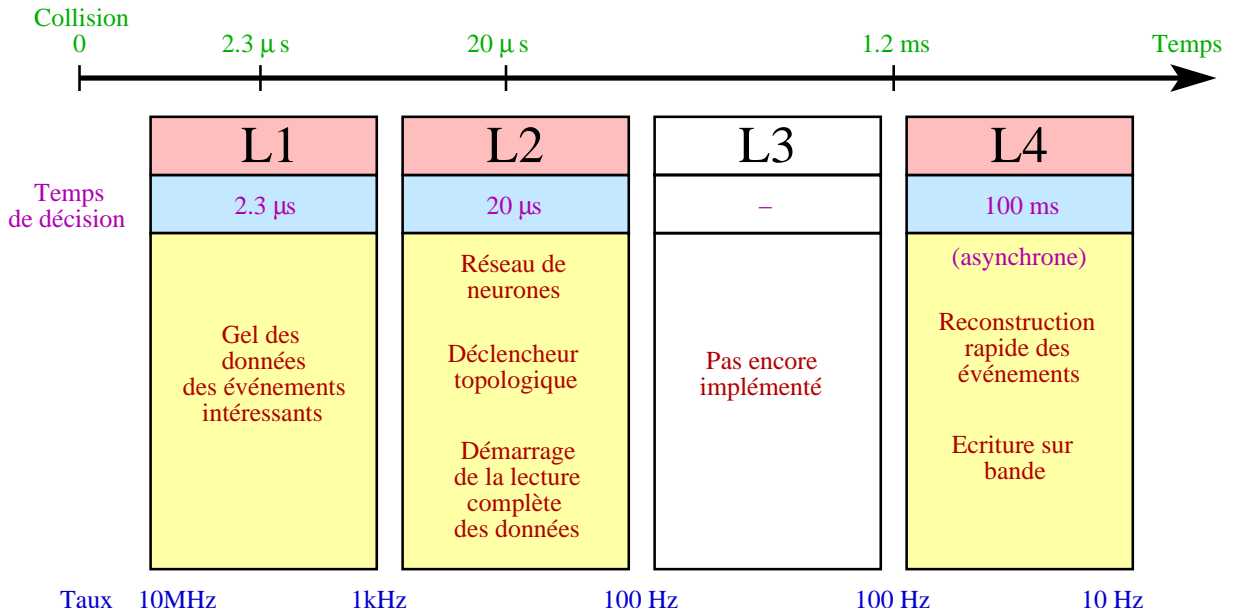 Collision
0
2.3 µ s
20 µ s
1.2 ms
Temps
L1
L2
L3
L4
Temps
de décision
2.3 µs
20 µs
–
100 ms
Gel des
données
des événements
intéressants
Réseau de
neurones
Déclencheur
topologique
Démarrage
de la lecture
complète
des données
Pas encore
implémenté
(asynchrone)
Reconstruction
rapide des
événements
Ecriture sur
bande
Taux
10MHz
1kHz
100 Hz
100 Hz
10 Hz